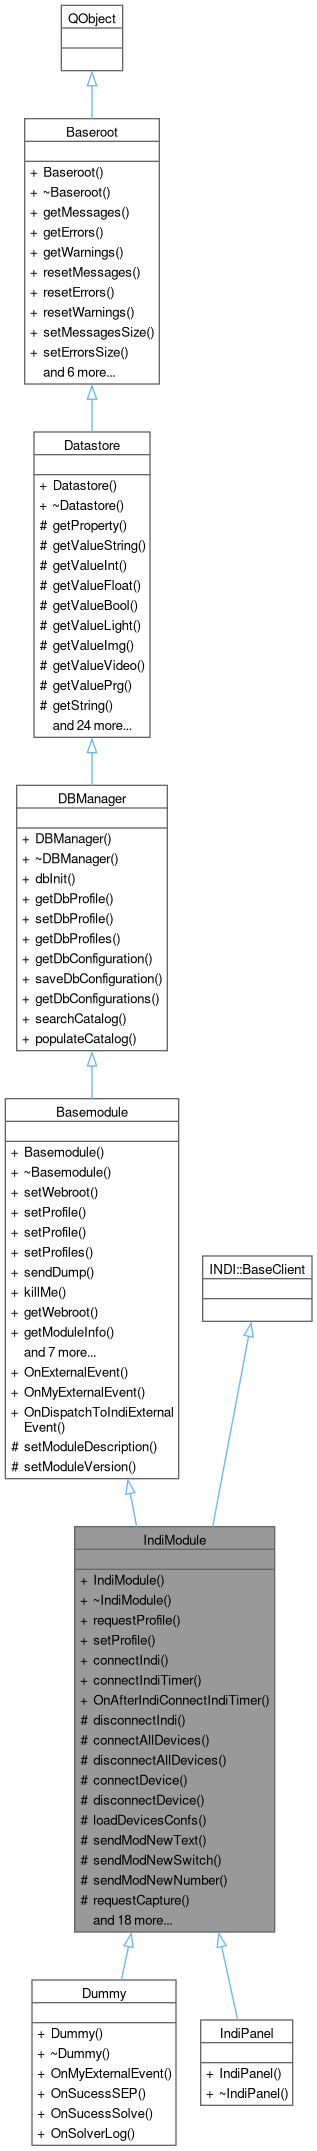 QObject
Baseroot
+ Baseroot()
+ ~Baseroot()
+ getMessages()
+ getErrors()
+ getWarnings()
+ resetMessages()
+ resetErrors()
+ resetWarnings()
+ setMessagesSize()
+ setErrorsSize()
and 6 more...
Datastore
+ Datastore()
+ ~Datastore()
# getProperty()
# getValueString()
# getValueInt()
# getValueFloat()
# getValueBool()
# getValueLight()
# getValueImg()
# getValueVideo()
# getValuePrg()
# getString()
and 24 more...
DBManager
+ DBManager()
+ ~DBManager()
+ dbInit()
+ getDbProfile()
+ setDbProfile()
+ getDbProfiles()
+ getDbConfiguration()
+ saveDbConfiguration()
+ getDbConfigurations()
+ searchCatalog()
+ populateCatalog()
Basemodule
+ Basemodule()
+ ~Basemodule()
+ setWebroot()
+ setProfile()
+ setProfile()
+ setProfiles()
+ sendDump()
+ killMe()
+ getWebroot()
+ getModuleInfo()
and 7 more...
+ OnExternalEvent()
+ OnMyExternalEvent()
+ OnDispatchToIndiExternal
Event()
# setModuleDescription()
# setModuleVersion()
INDI::BaseClient
IndiModule
+ IndiModule()
+ ~IndiModule()
+ requestProfile()
+ setProfile()
+ connectIndi()
+ connectIndiTimer()
+ OnAfterIndiConnectIndiTimer()
# disconnectIndi()
# connectAllDevices()
# disconnectAllDevices()
# connectDevice()
# disconnectDevice()
# loadDevicesConfs()
# sendModNewText()
# sendModNewSwitch()
# sendModNewNumber()
# requestCapture()
and 18 more...
Dummy
+ Dummy()
+ ~Dummy()
+ OnMyExternalEvent()
+ OnSucessSEP()
+ OnSucessSolve()
+ OnSolverLog()
IndiPanel
+ IndiPanel()
+ ~IndiPanel()